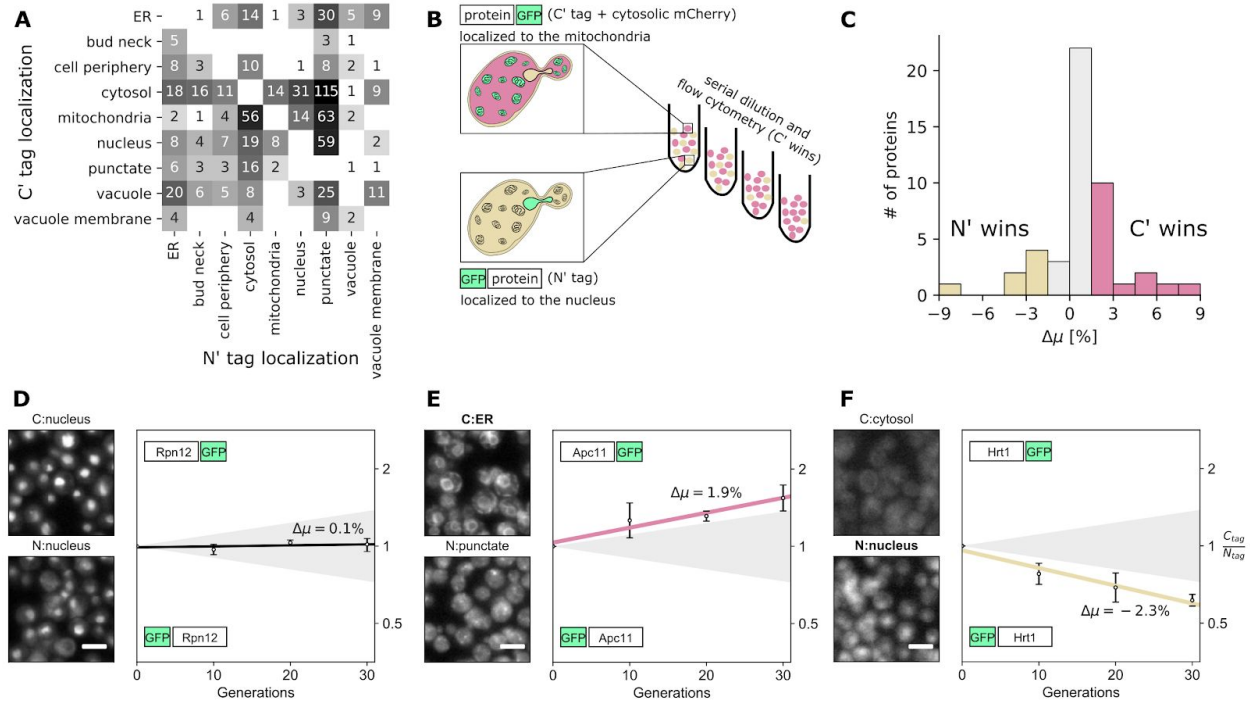 A
C' tag localization
ER 1 6 14 1 3 30 5 9
bud neck 5 3 1
cell periphery 8 3 10 1 8 2 1
cytosol 18 16 11 14 31 115 1 9
mitochondria 2 1 4 56 14 63 2
nucleus 8 4 7 19 8 59 2
punctate 6 3 3 16 2 1 1
vacuole 20 6 5 8 3 25 11
vacuole membrane 4 4 9 2
ER
bud neck
cell periphery
cytosol
mitochondria
nucleus
punctate
vacuole
vacuole membrane
N' tag localization
B
protein GFP (C' tag + cytosolic mCherry)
localized to the mitochondria
serial dilution and
flow cytometry (C' wins)
GFP protein (N' tag)
localized to the nucleus
C
# of proteins
20
15
10
5
0
N' wins
C' wins
−9 −6 −3 0 3 6 9
Δμ [%]
D
C:nucleus
N:nucleus
Rpn12 GFP
Δμ = 0.1%
GFP Rpn12
2
1
0.5
0 10 20 30
Generations
E
C:ER
N:punctate
Apc11 GFP
Δμ = 1.9%
GFP Apc11
2
1
0.5
0 10 20 30
Generations
F
C:cytosol
N:nucleus
Hrt1 GFP
Δμ = − 2.3%
GFP Hrt1
2
1
0.5
C_tag
N_tag
0 10 20 30
Generations